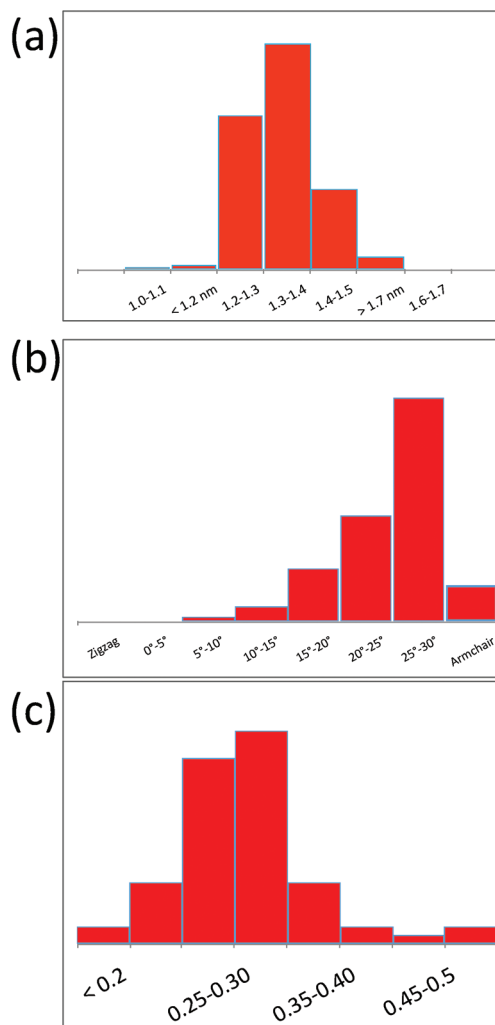 (a)
1.0-1.1
< 1.2 nm
1.2-1.3
1.3-1.4
1.4-1.5
> 1.7 nm
1.6-1.7
(b)
Zigzag
0°-5°
5°-10°
10°-15°
15°-20°
20°-25°
25°-30°
Armchair
(c)
< 0.2
0.25-0.30
0.35-0.40
0.45-0.5